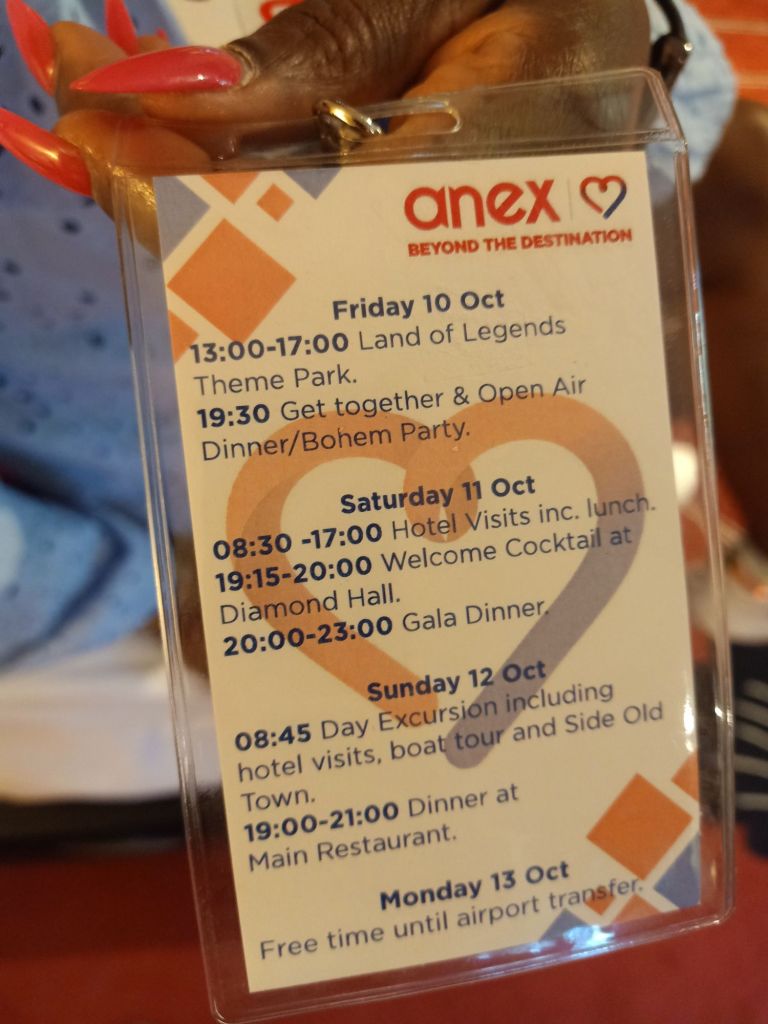 anex
BEYOND THE DESTINATION
Friday 10 Oct
13:00-17:00 Land of Legends
Theme Park.
19:30 Get together & Open Air
Dinner/Bohem Party.
Saturday 11 Oct
08:30 -17:00 Hotel Visits inc. lunch.
19:15-20:00 Welcome Cocktail at
Diamond Hall.
20:00-23:00 Gala Dinner.
Sunday 12 Oct
08:45 Day Excursion including
hotel visits, boat tour and Side Old
Town.
19:00-21:00 Dinner at
Main Restaurant.
Monday 13 Oct
Free time until airport transfer.